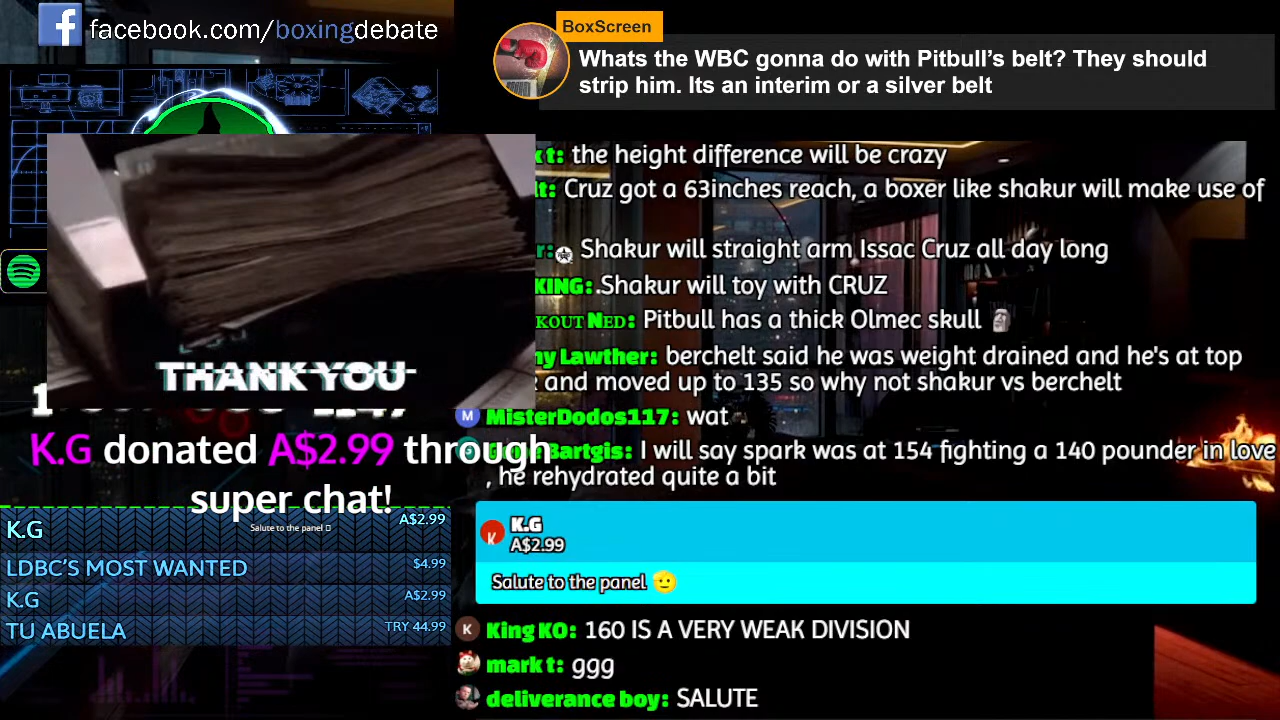 facebook.com/boxingdebate
BoxScreen
Whats the WBC gonna do with Pitbull's belt? They should
strip him. Its an interim or a silver belt
t: the height difference will be crazy
lt: Cruz got a 63inches reach, a boxer like shakur will make use of
r: Shakur will straight arm Issac Cruz all day long
KING: .Shakur will toy with CRUZ
KOUT NED: Pitbull has a thick Olmec skull
ny Lawther: berchelt said he was weight drained and he's at top
and moved up to 135 so why not shakur vs berchelt
M MisterDodos117: wat
Barlgis: I will say spark was at 154 fighting a 140 pounder in love
, he rehydrated quite a bit
THANK YOU
K.G donated A$2.99 through
super chat!
Salute to the panel
K.G A$2.99
LDBC'S MOST WANTED $4.99
K.G A$2.99
TU ABUELA TRY 44.99
K K.G
A$2.99
Salute to the panel 🫡
K King KO: 160 IS A VERY WEAK DIVISION
mark t: ggg
deliverance boy: SALUTE